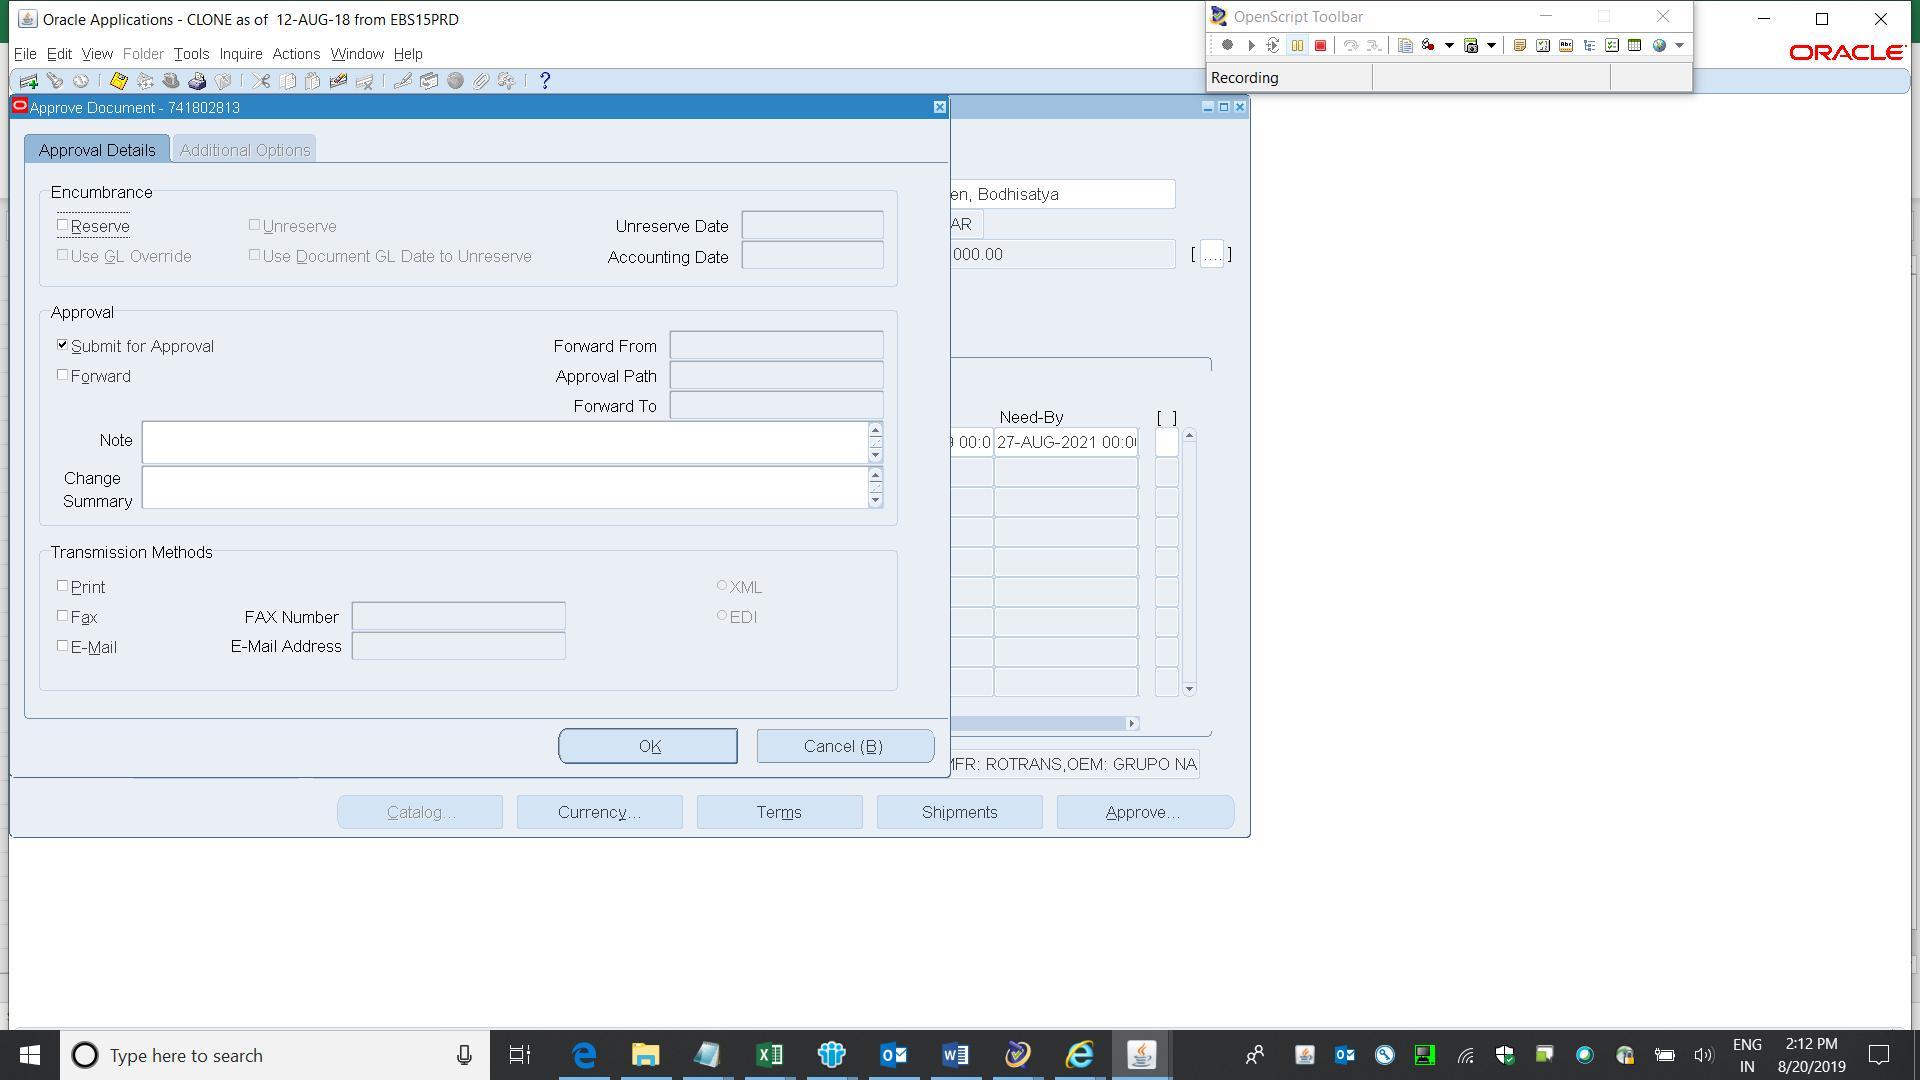 Oracle Applications - CLONE as of  12-AUG-18 from EBS15PRD
OpenScript Toolbar
File Edit View Folder Tools Inquire Actions Window Help
ORACLE
Recording
Approve Document - 741802813
Approval Details Additional Options
Encumbrance
Reserve Unreserve Unreserve Date
Use GL Override Use Document GL Date to Unreserve Accounting Date
en, Bodhisatya
AR
000.00 [ .... ]
Approval
Submit for Approval Forward From
Forward Approval Path
Forward To
Note
Change
Summary
Need-By [ ]
9 00:0 27-AUG-2021 00:0
Transmission Methods
Print XML
Fax FAX Number EDI
E-Mail E-Mail Address
OK Cancel (B)
MFR: ROTRANS,OEM: GRUPO NA
Catalog... Currency... Terms Shipments Approve...
Type here to search
ENG
IN
2:12 PM
8/20/2019